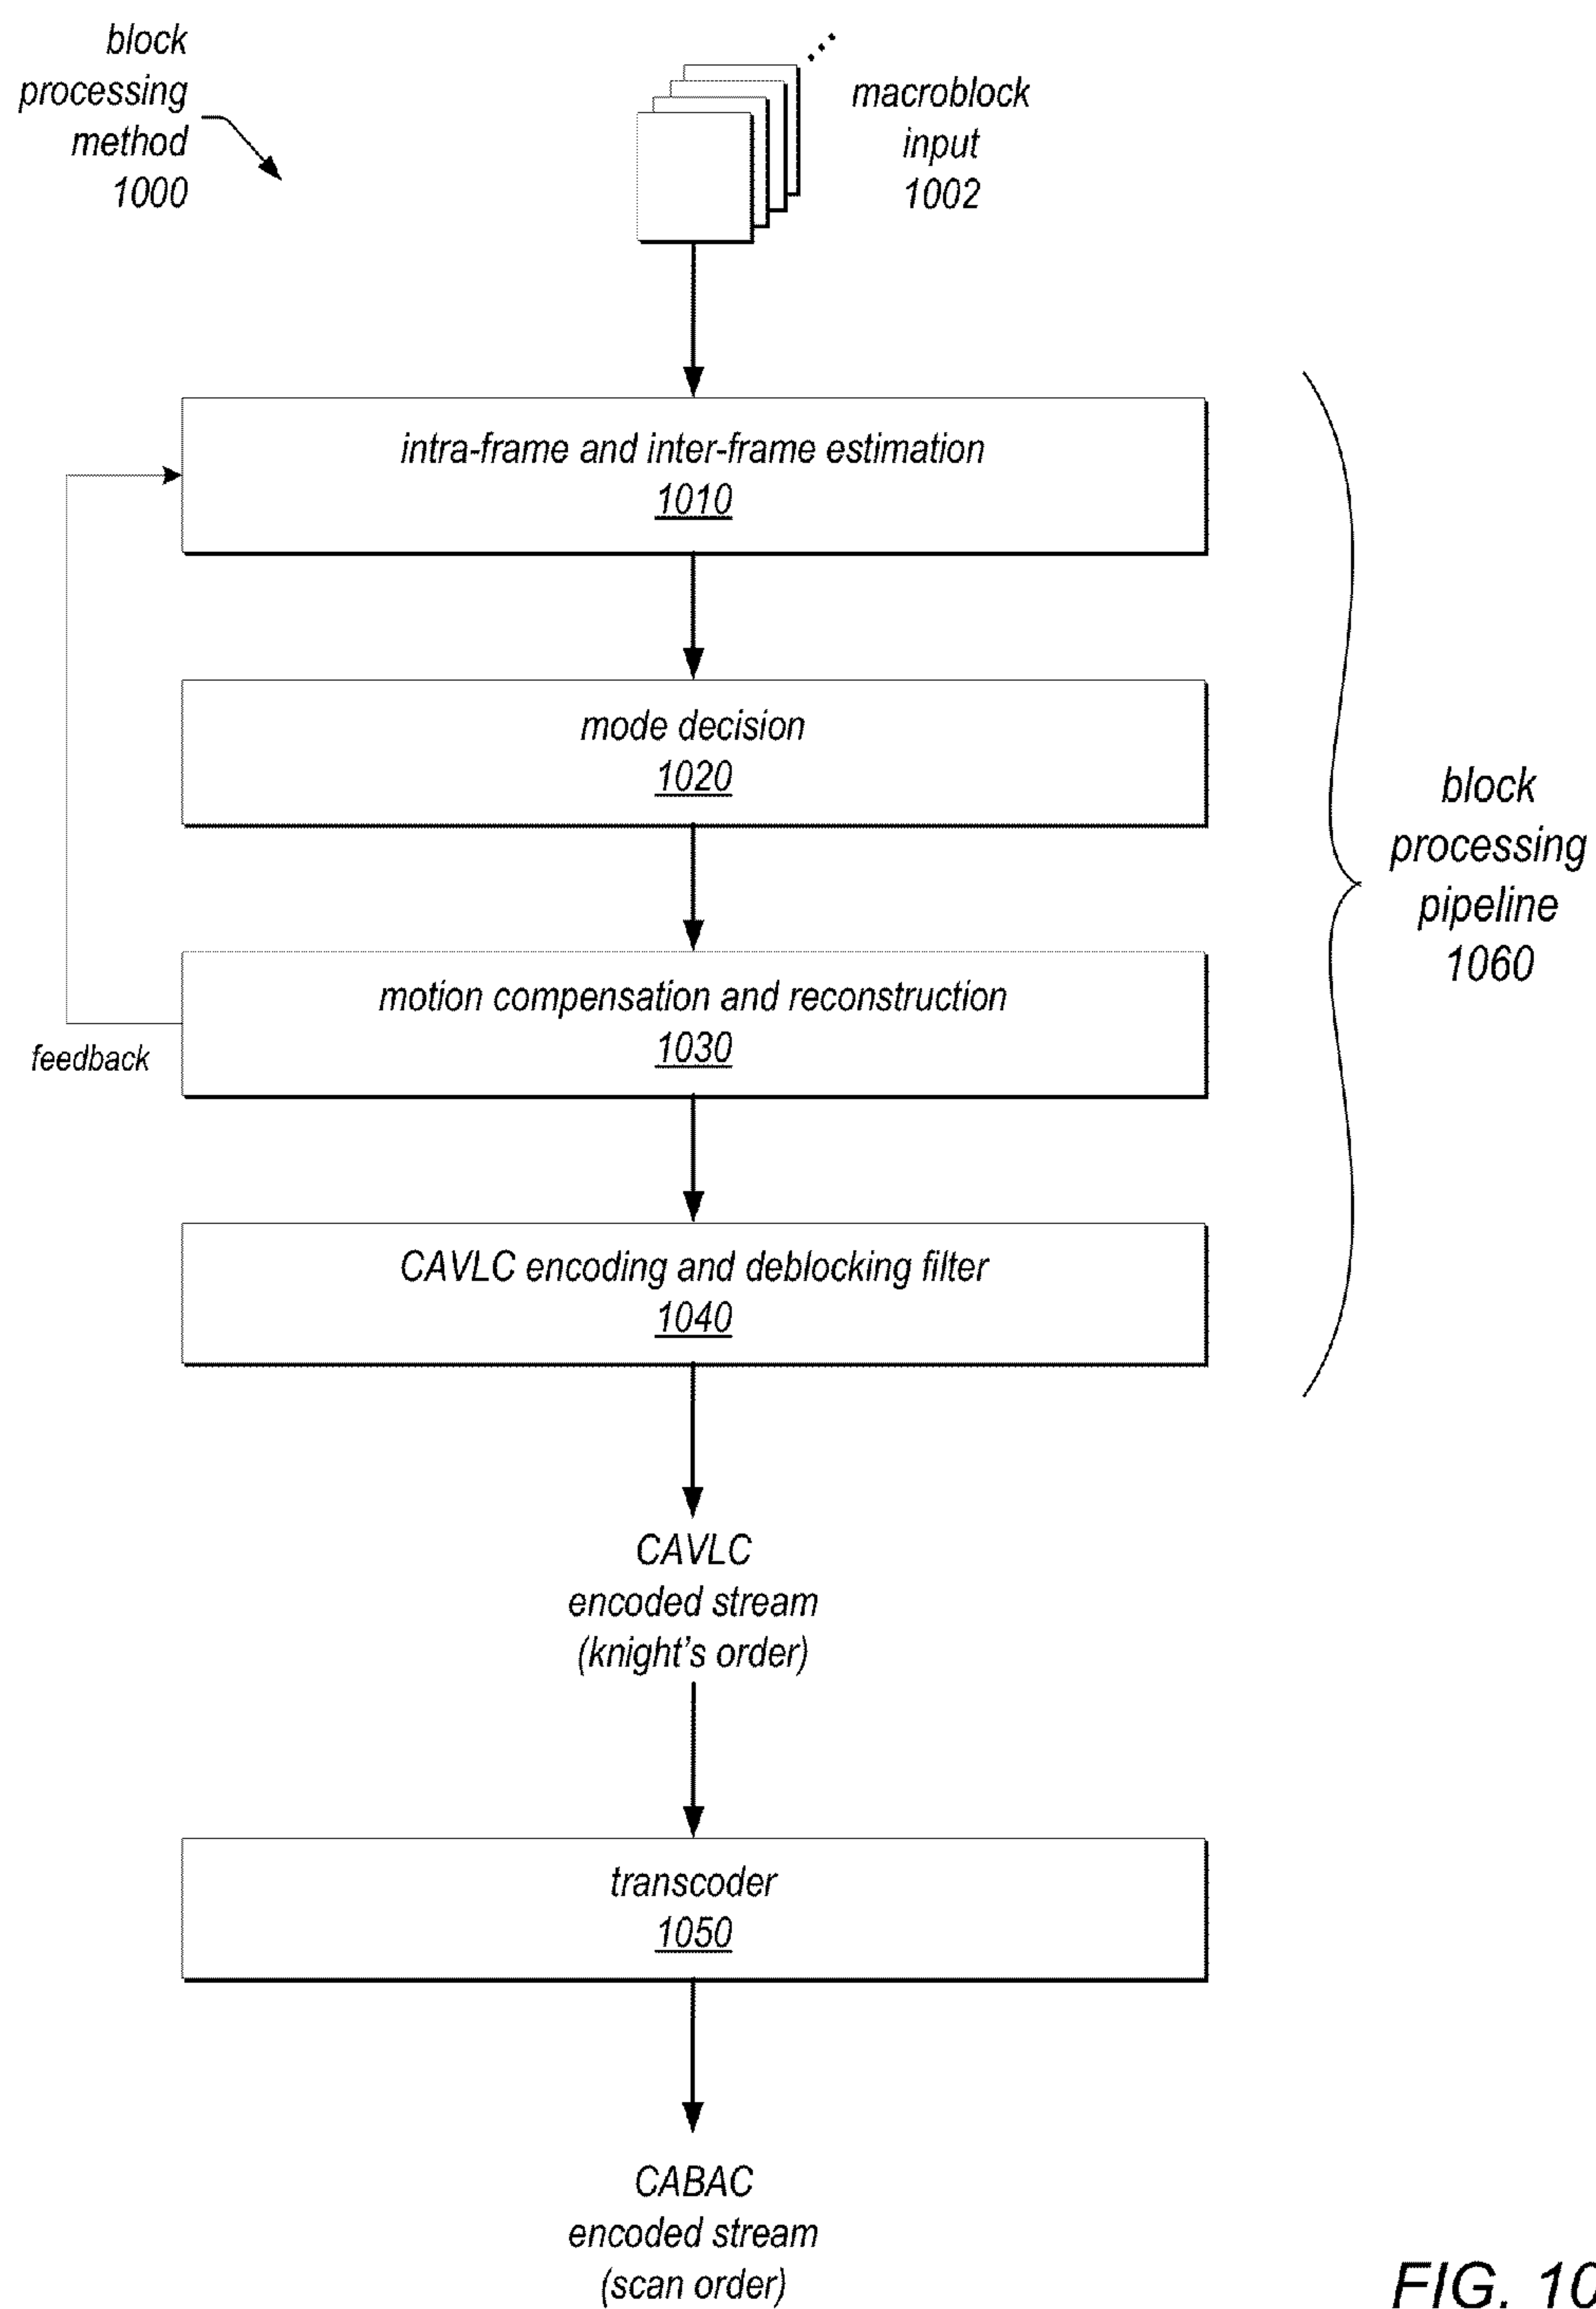 block
processing
method
1000
macroblock
input
1002
intra-frame and inter-frame estimation
1010
mode decision
1020
motion compensation and reconstruction
1030
feedback
block
processing
pipeline
1060
CAVLC encoding and deblocking filter
1040
CAVLC
encoded stream
(knight's order)
transcoder
1050
CABAC
encoded stream
(scan order)
FIG. 10